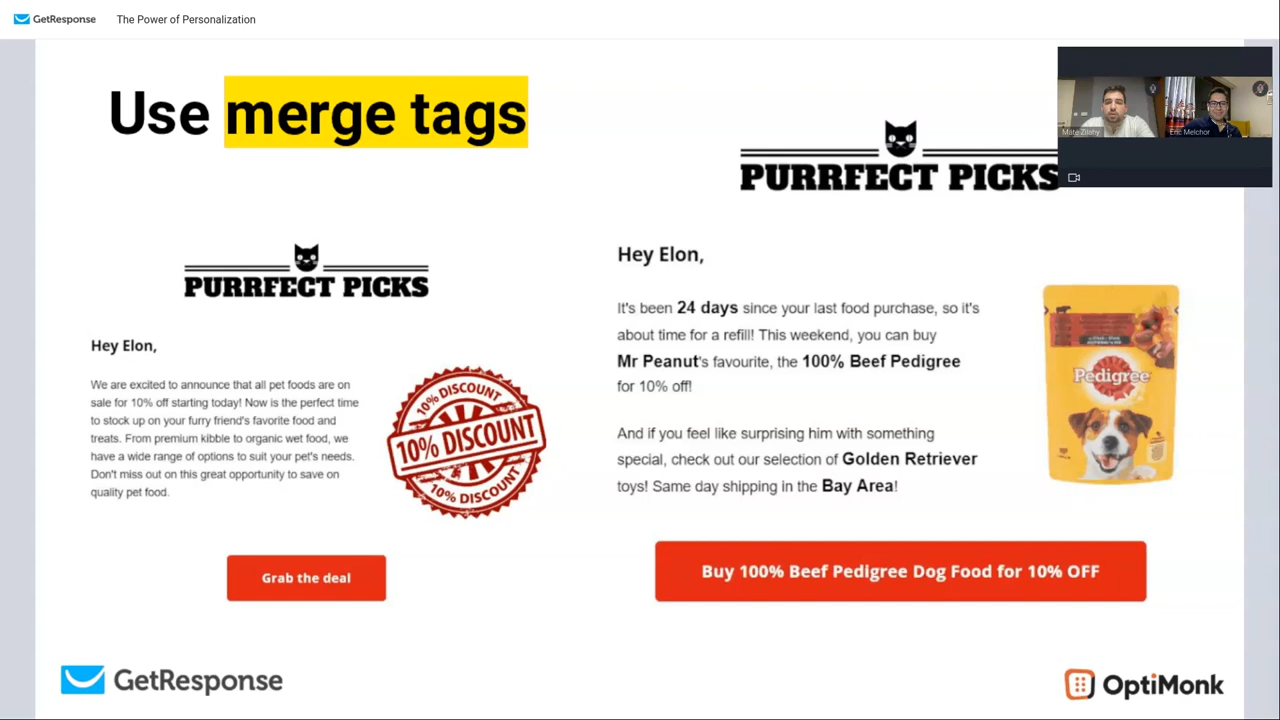 GetResponse The Power of Personalization
Use merge tags
Mate Zilahy
Eric Melchor
PURRFECT PICKS
PURRFECT PICKS
Hey Elon,
We are excited to announce that all pet foods are on
sale for 10% off starting today! Now is the perfect time
to stock up on your furry friend's favorite food and
treats. From premium kibble to organic wet food, we
have a wide range of options to suit your pet's needs.
Don't miss out on this great opportunity to save on
quality pet food.
10% DISCOUNT
10% DISCOUNT
10% DISCOUNT
Grab the deal
Hey Elon,
It's been 24 days since your last food purchase, so it's
about time for a refill! This weekend, you can buy
Mr Peanut's favourite, the 100% Beef Pedigree
for 10% off!
And if you feel like surprising him with something
special, check out our selection of Golden Retriever
toys! Same day shipping in the Bay Area!
Pedigree
Buy 100% Beef Pedigree Dog Food for 10% OFF
GetResponse
OptiMonk